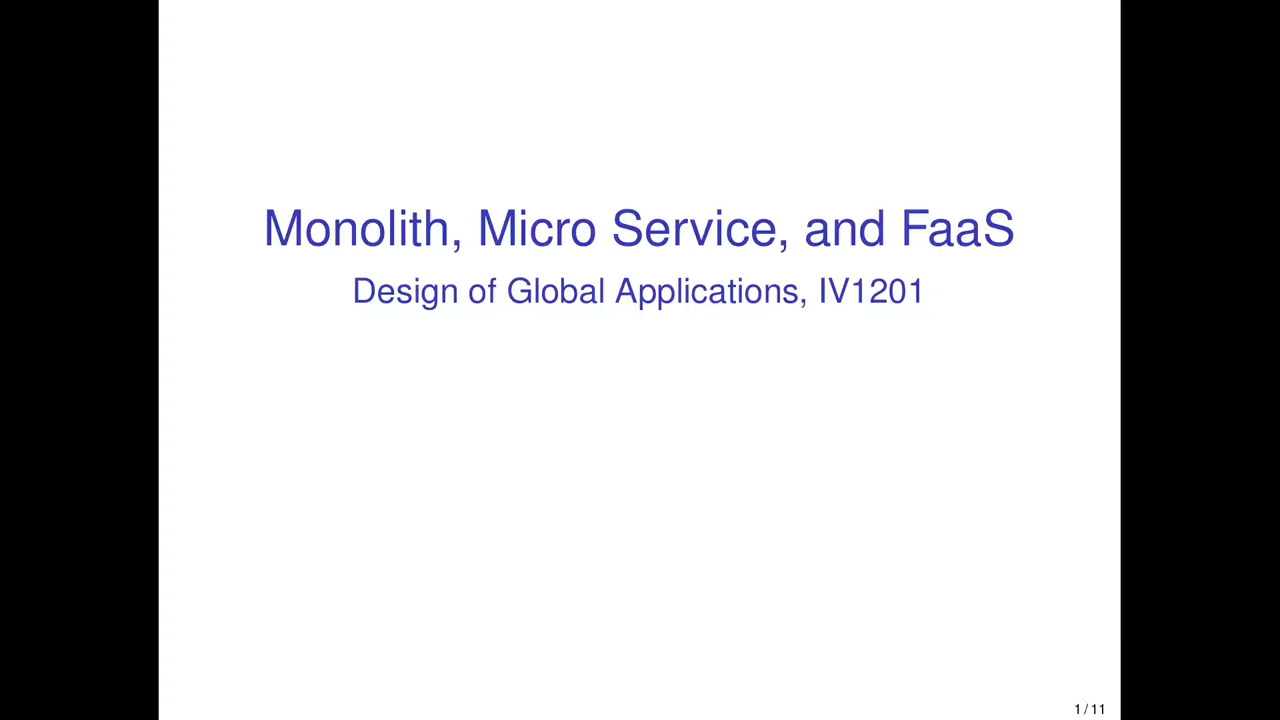 Monolith, Micro Service, and FaaS
Design of Global Applications, IV1201
1 / 11